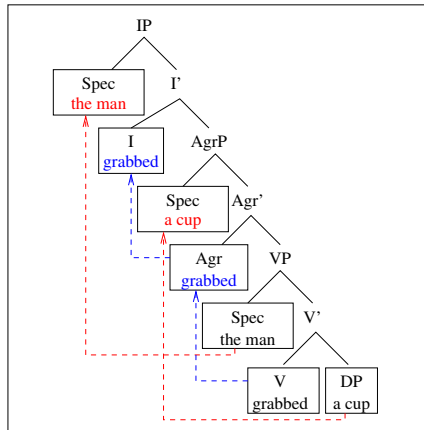 IP
Spec
the man
I'
I
grabbed
AgrP
Spec
a cup
Agr'
Agr
grabbed
VP
Spec
the man
V'
V
grabbed
DP
a cup